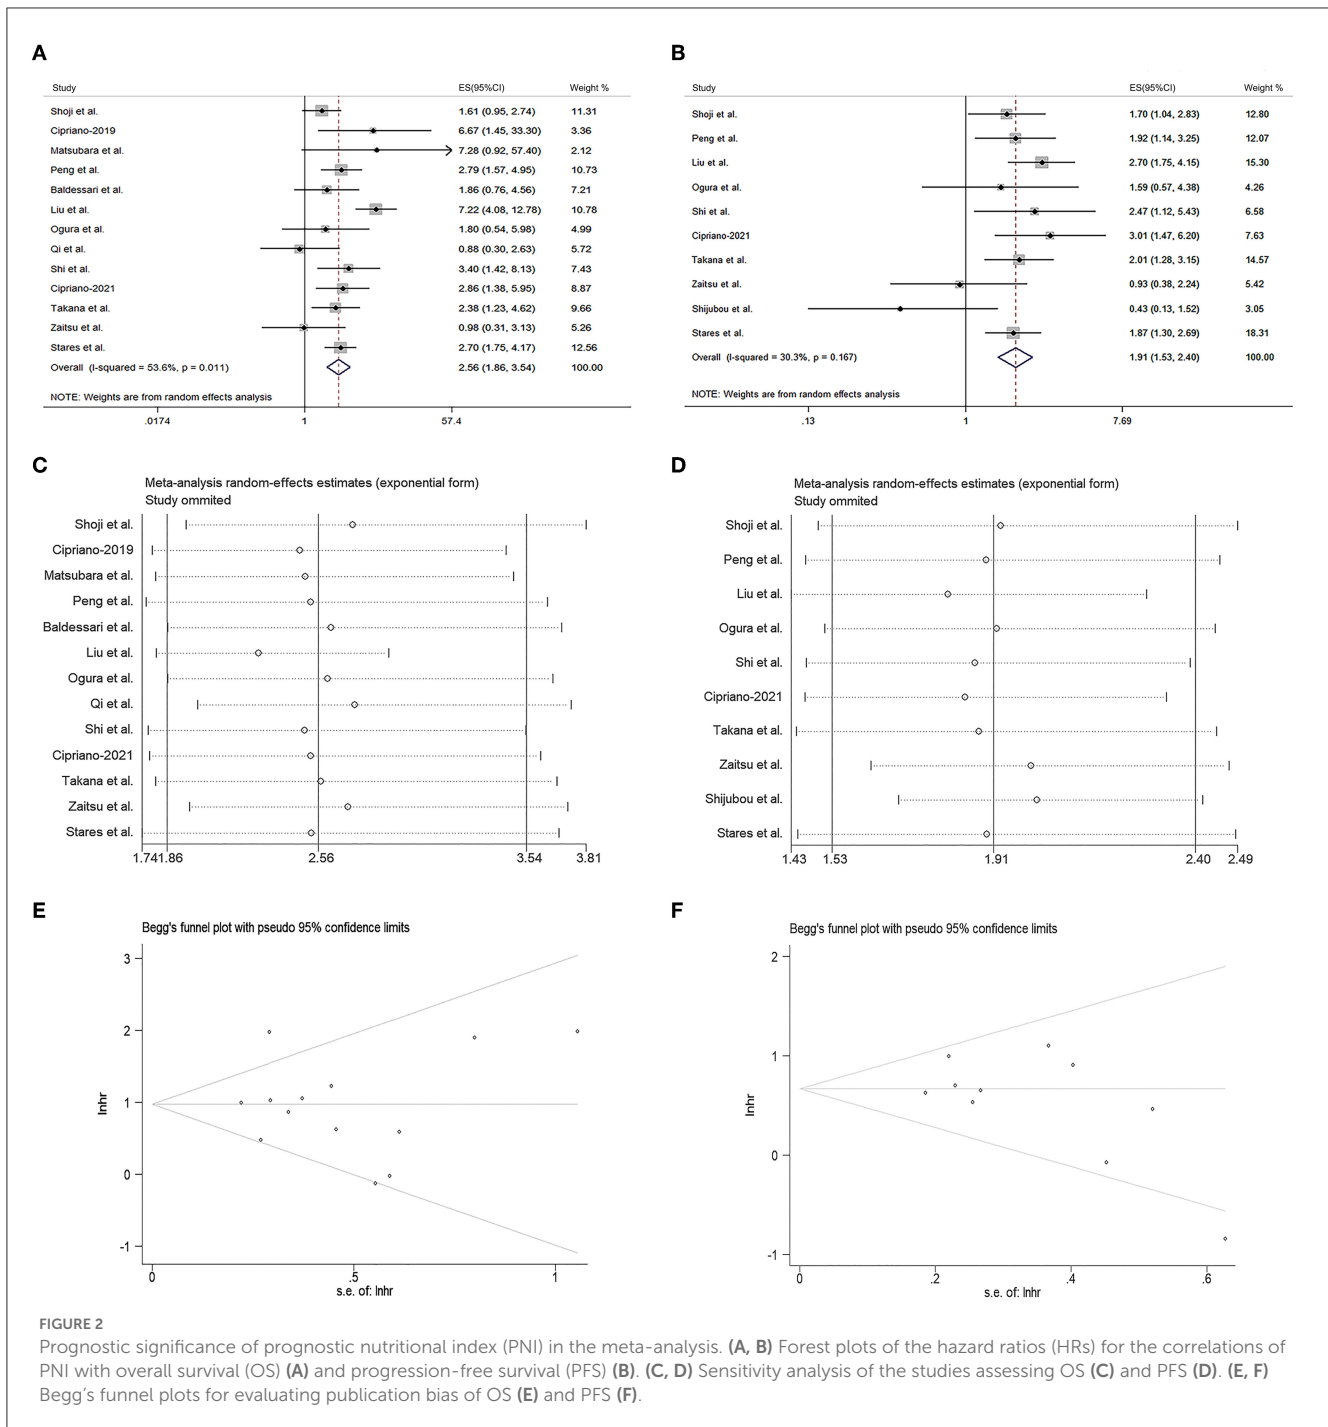 A
Study ES(95%CI) Weight %
Shoji et al. 1.61 (0.95, 2.74) 11.31
Cipriano-2019 6.67 (1.45, 33.30) 3.36
Matsubara et al. 7.28 (0.92, 57.40) 2.12
Peng et al. 2.79 (1.57, 4.95) 10.73
Baldessari et al. 1.86 (0.76, 4.56) 7.21
Liu et al. 7.22 (4.08, 12.78) 10.78
Ogura et al. 1.80 (0.54, 5.98) 4.99
Qi et al. 0.88 (0.30, 2.63) 5.72
Shi et al. 3.40 (1.42, 8.13) 7.43
Cipriano-2021 2.86 (1.38, 5.95) 8.87
Takana et al. 2.38 (1.23, 4.62) 9.66
Zaitsu et al. 0.98 (0.31, 3.13) 5.26
Stares et al. 2.70 (1.75, 4.17) 12.56
Overall (I-squared = 53.6%, p = 0.011) 2.56 (1.86, 3.54) 100.00
NOTE: Weights are from random effects analysis
.0174 1 57.4
B
Study ES(95%CI) Weight %
Shoji et al. 1.70 (1.04, 2.83) 12.80
Peng et al. 1.92 (1.14, 3.25) 12.07
Liu et al. 2.70 (1.75, 4.15) 15.30
Ogura et al. 1.59 (0.57, 4.38) 4.26
Shi et al. 2.47 (1.12, 5.43) 6.58
Cipriano-2021 3.01 (1.47, 6.20) 7.63
Takana et al. 2.01 (1.28, 3.15) 14.57
Zaitsu et al. 0.93 (0.38, 2.24) 5.42
Shijubou et al. 0.43 (0.13, 1.52) 3.05
Stares et al. 1.87 (1.30, 2.69) 18.31
Overall (I-squared = 30.3%, p = 0.167) 1.91 (1.53, 2.40) 100.00
NOTE: Weights are from random effects analysis
.13 1 7.69
C
Meta-analysis random-effects estimates (exponential form)
Study ommited
Shoji et al.
Cipriano-2019
Matsubara et al.
Peng et al.
Baldessari et al.
Liu et al.
Ogura et al.
Qi et al.
Shi et al.
Cipriano-2021
Takana et al.
Zaitsu et al.
Stares et al.
1.741.86 2.56 3.54 3.81
D
Meta-analysis random-effects estimates (exponential form)
Study ommited
Shoji et al.
Peng et al.
Liu et al.
Ogura et al.
Shi et al.
Cipriano-2021
Takana et al.
Zaitsu et al.
Shijubou et al.
Stares et al.
1.43 1.53 1.91 2.40 2.49
E
Begg's funnel plot with pseudo 95% confidence limits
3
2
1
0
-1
lnhr
0 .5 1
s.e. of: lnhr
F
Begg's funnel plot with pseudo 95% confidence limits
2
1
0
-1
lnhr
0 .2 .4 .6
s.e. of: lnhr
FIGURE 2
Prognostic significance of prognostic nutritional index (PNI) in the meta-analysis. (A, B) Forest plots of the hazard ratios (HRs) for the correlations of
PNI with overall survival (OS) (A) and progression-free survival (PFS) (B). (C, D) Sensitivity analysis of the studies assessing OS (C) and PFS (D). (E, F)
Begg's funnel plots for evaluating publication bias of OS (E) and PFS (F).